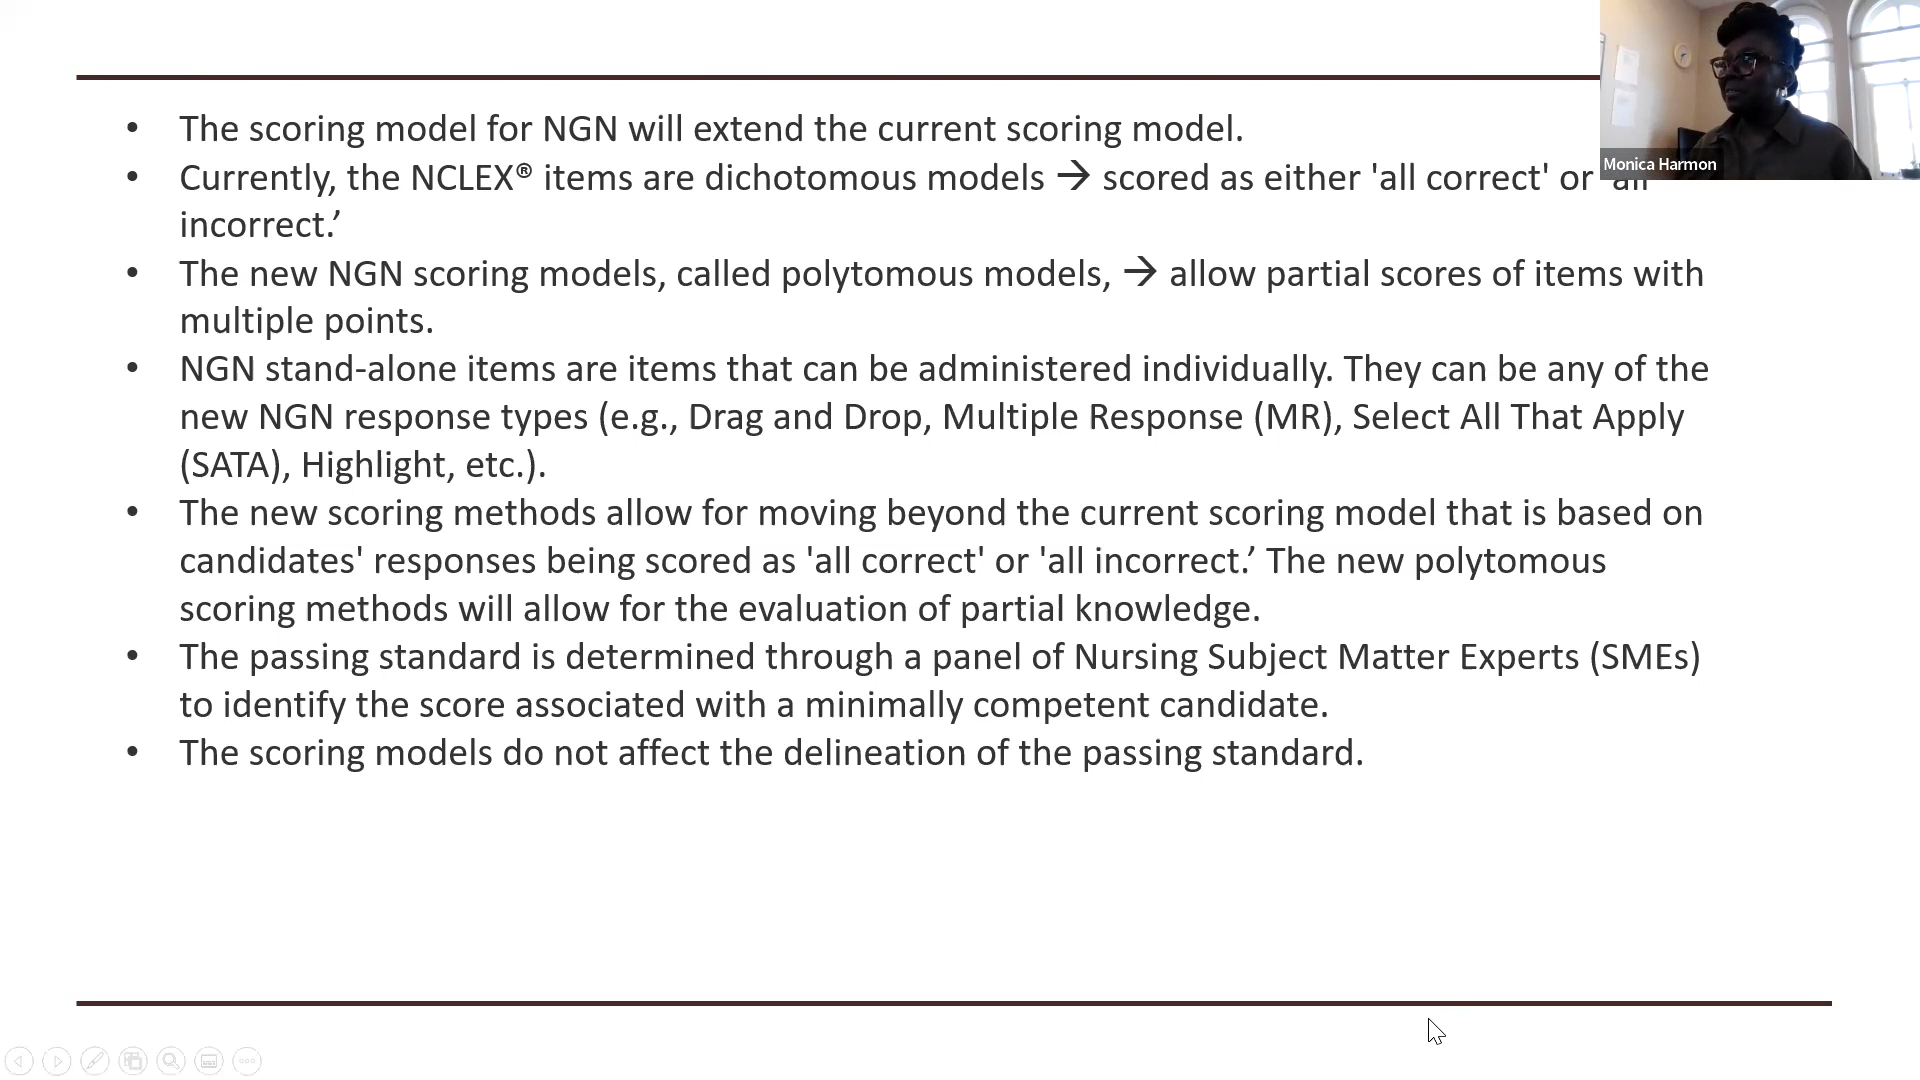 • The scoring model for NGN will extend the current scoring model.
• Currently, the NCLEX® items are dichotomous models → scored as either 'all correct' or 'all
incorrect.’
• The new NGN scoring models, called polytomous models, → allow partial scores of items with
multiple points.
• NGN stand-alone items are items that can be administered individually. They can be any of the
new NGN response types (e.g., Drag and Drop, Multiple Response (MR), Select All That Apply
(SATA), Highlight, etc.).
• The new scoring methods allow for moving beyond the current scoring model that is based on
candidates' responses being scored as 'all correct' or 'all incorrect.’ The new polytomous
scoring methods will allow for the evaluation of partial knowledge.
• The passing standard is determined through a panel of Nursing Subject Matter Experts (SMEs)
to identify the score associated with a minimally competent candidate.
• The scoring models do not affect the delineation of the passing standard.
Monica Harmon